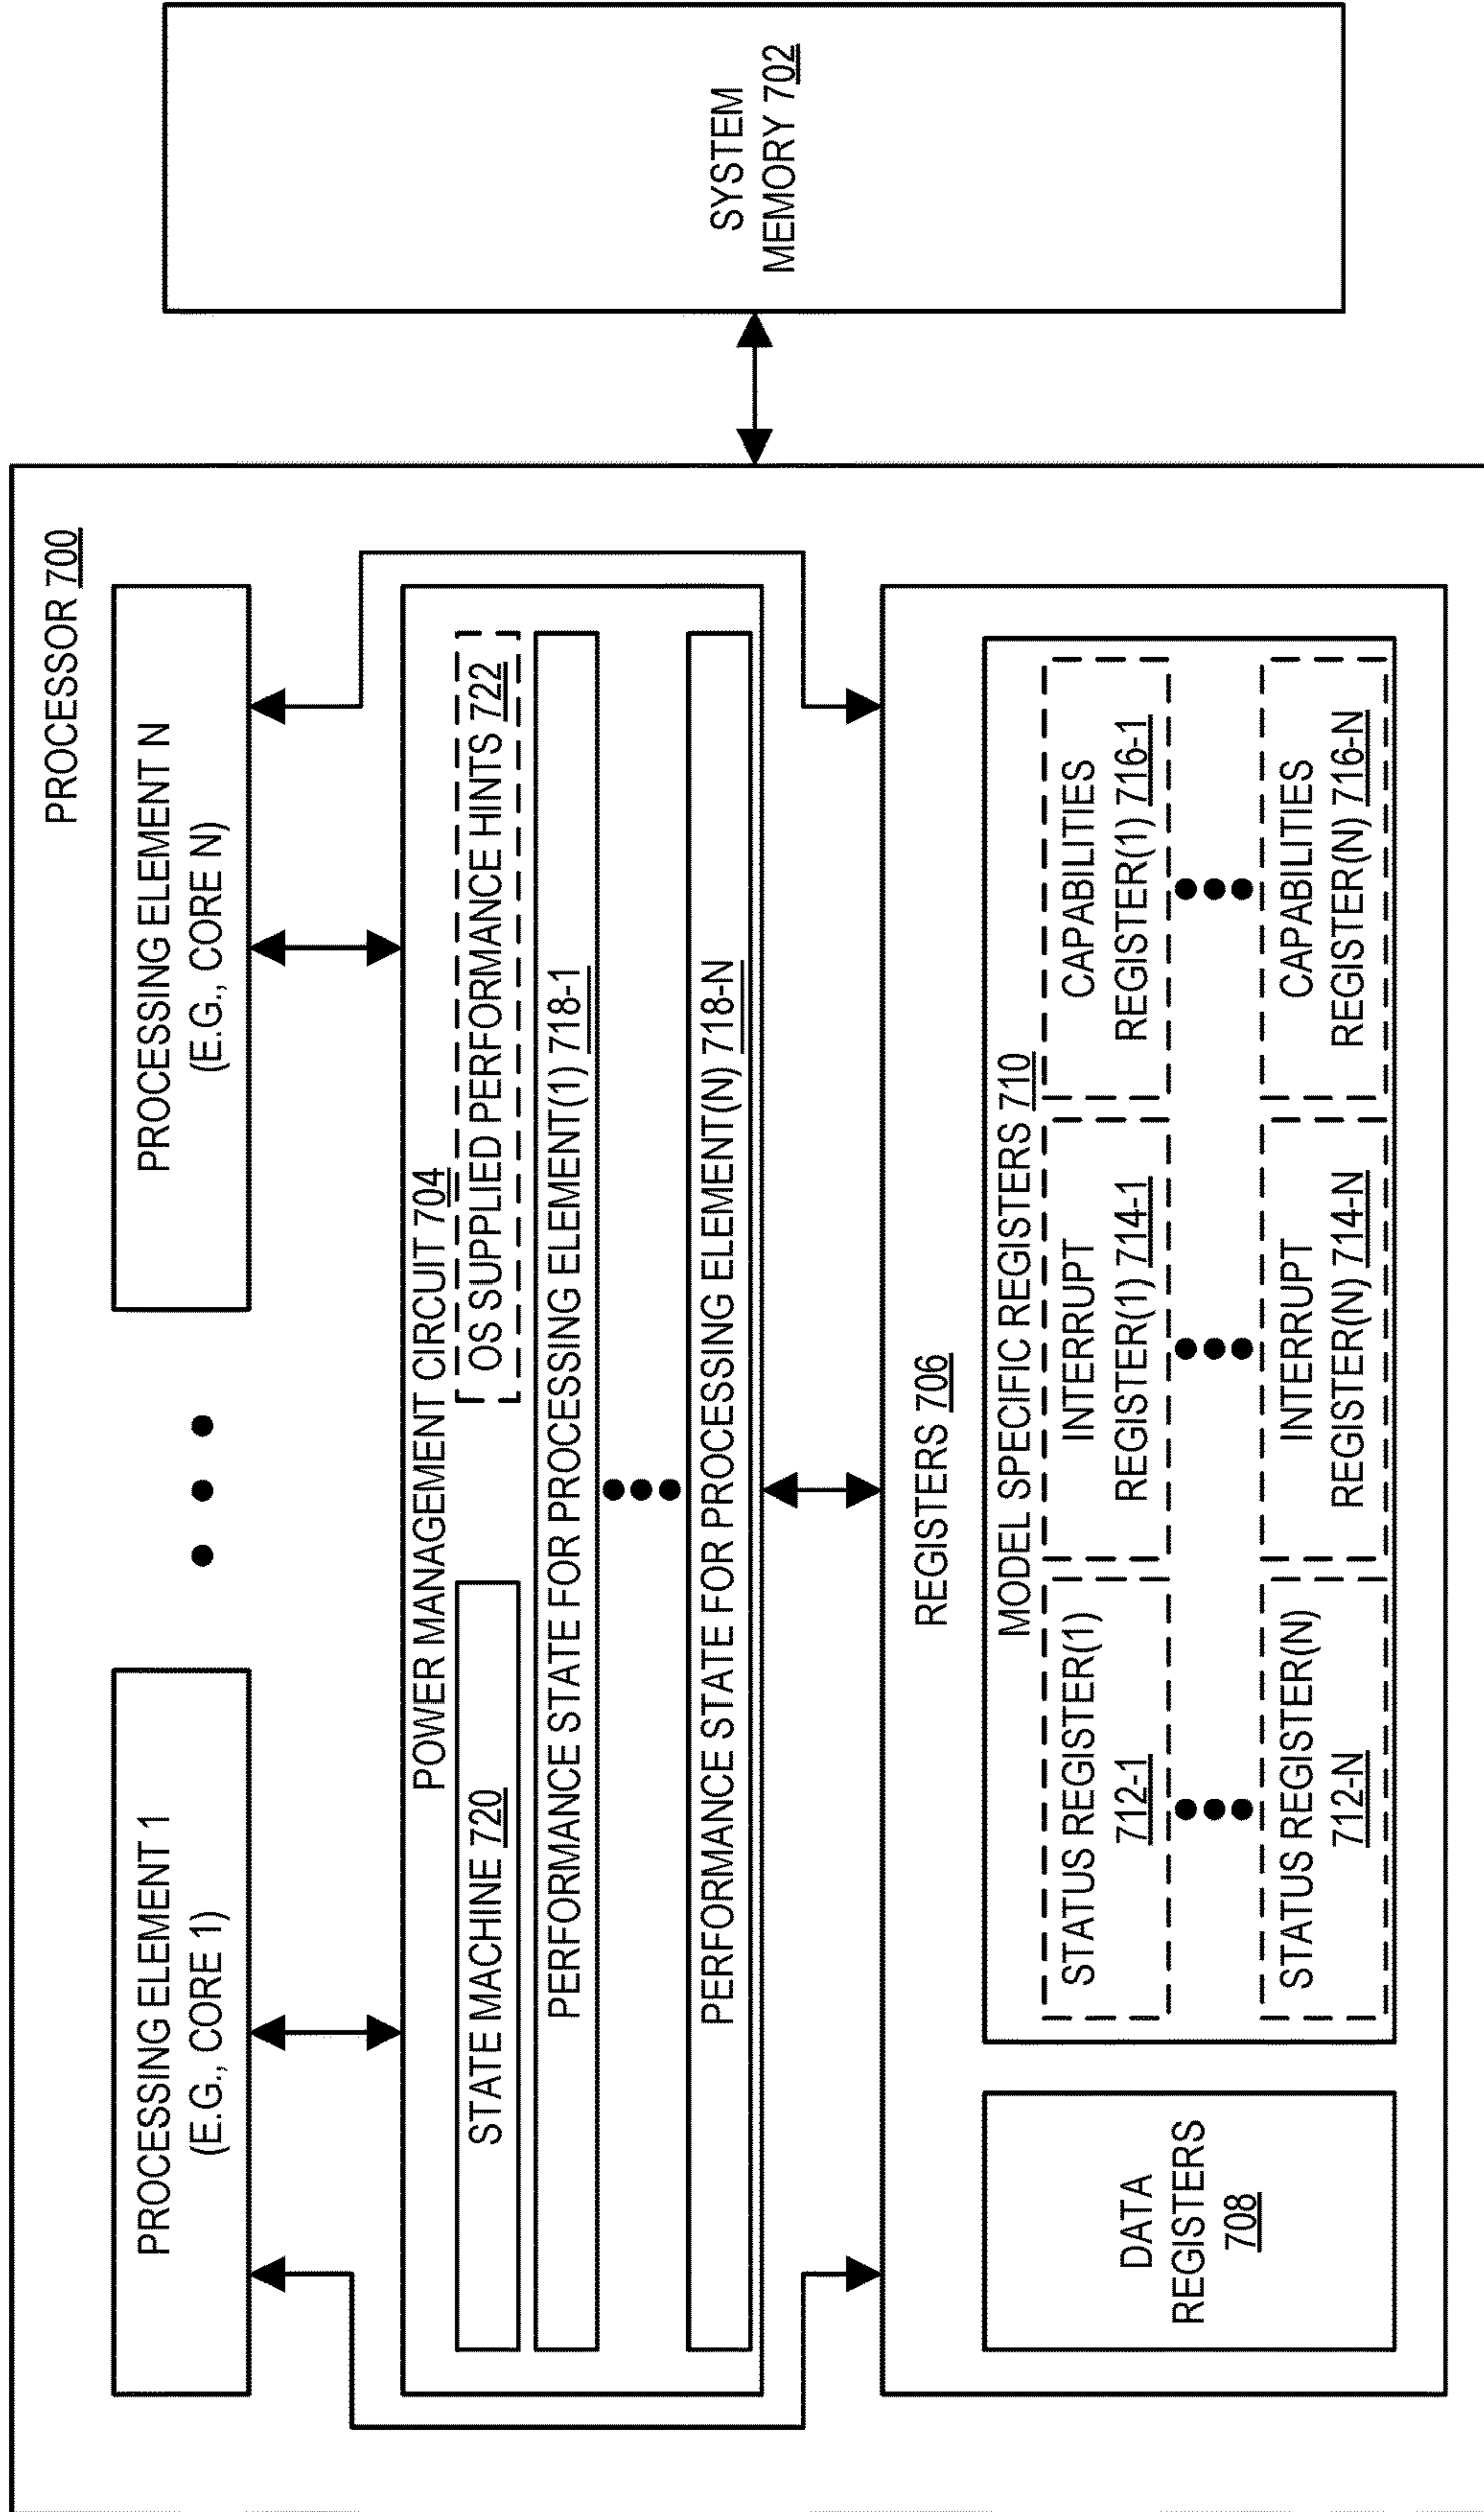 PROCESSOR 700
PROCESSING ELEMENT 1
(E.G., CORE 1)
PROCESSING ELEMENT N
(E.G., CORE N)
POWER MANAGEMENT CIRCUIT 704
STATE MACHINE 720
OS SUPPLIED PERFORMANCE HINTS 722
PERFORMANCE STATE FOR PROCESSING ELEMENT(1) 718-1
PERFORMANCE STATE FOR PROCESSING ELEMENT(N) 718-N
REGISTERS 706
DATA
REGISTERS
708
MODEL SPECIFIC REGISTERS 710
STATUS REGISTER(1)
712-1
INTERRUPT
REGISTER(1) 714-1
CAPABILITIES
REGISTER(1) 716-1
STATUS REGISTER(N)
712-N
INTERRUPT
REGISTER(N) 714-N
CAPABILITIES
REGISTER(N) 716-N
SYSTEM
MEMORY 702